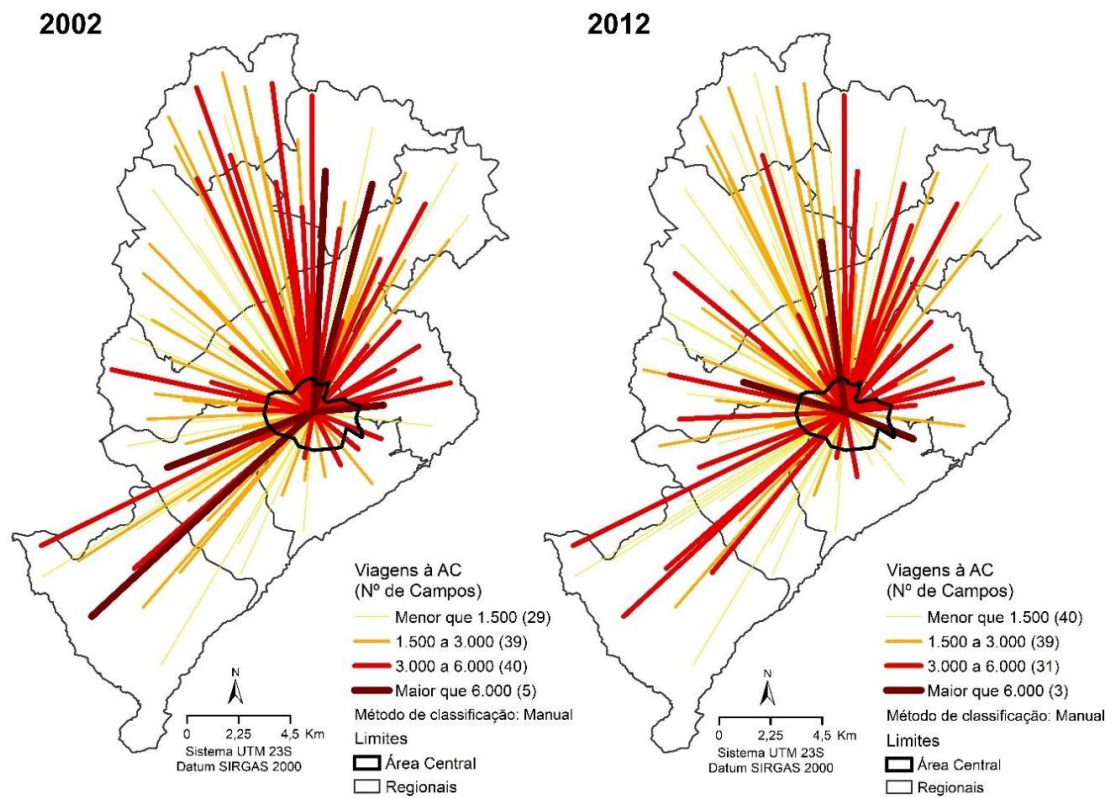 2002
Viagens à AC
(Nº de Campos)
Menor que 1.500 (29)
1.500 a 3.000 (39)
3.000 a 6.000 (40)
Maior que 6.000 (5)
Método de classificação: Manual
Limites
Área Central
Regionais
N
0 2,25 4,5 Km
Sistema UTM 23S
Datum SIRGAS 2000
2012
Viagens à AC
(Nº de Campos)
Menor que 1.500 (40)
1.500 a 3.000 (39)
3.000 a 6.000 (31)
Maior que 6.000 (3)
Método de classificação: Manual
Limites
Área Central
Regionais
N
0 2,25 4,5 Km
Sistema UTM 23S
Datum SIRGAS 2000